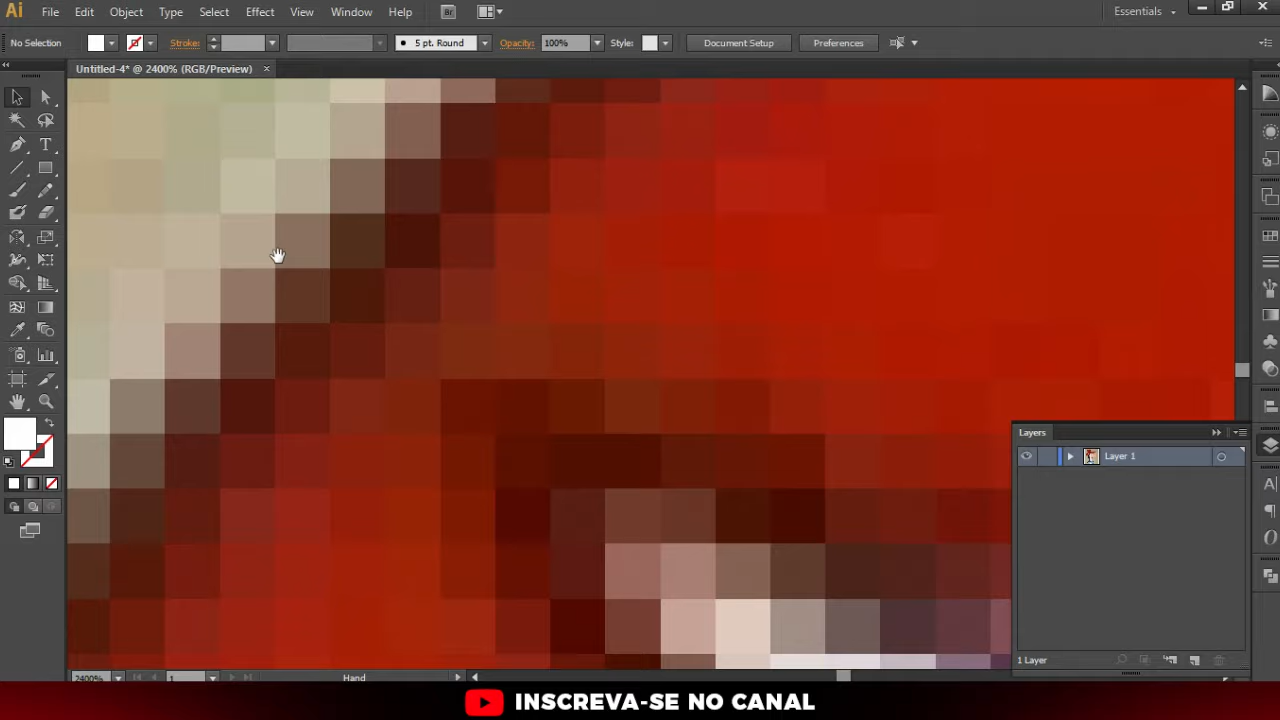 Ai File Edit Object Type Select Effect View Window Help Br Essentials
No Selection Stroke: 5 pt. Round Opacity: 100% Style: Document Setup Preferences
Untitled-4* @ 2400% (RGB/Preview) ×
Layers
Layer 1
1 Layer
2400% 1 Hand
INSCREVA-SE NO CANAL